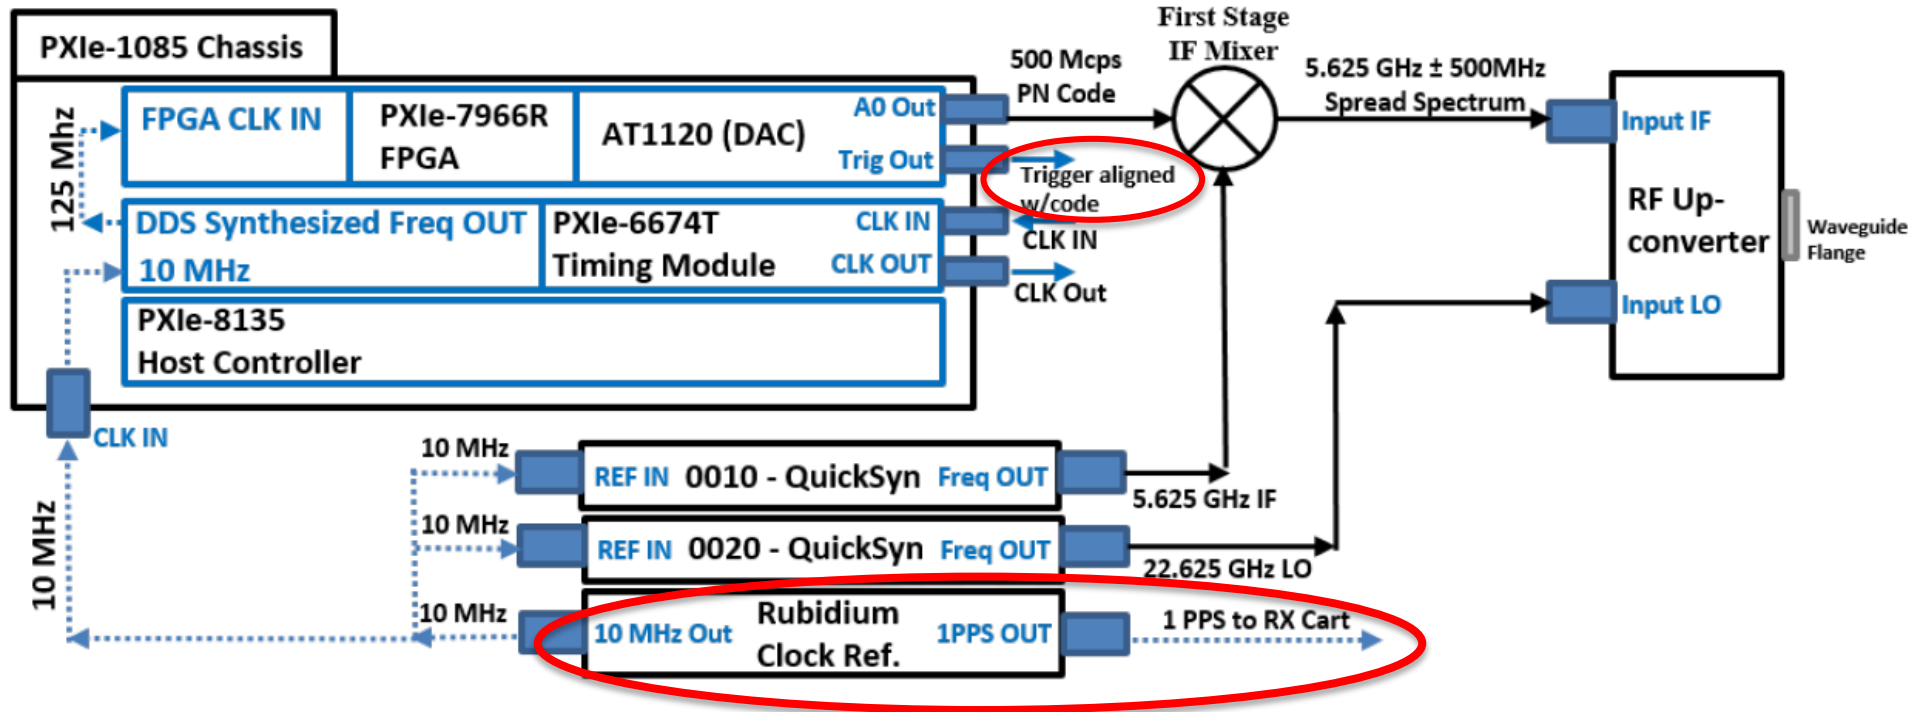 First Stage
IF Mixer
PXIe-1085 Chassis
500 Mcps
PN Code
5.625 GHz ± 500MHz
Spread Spectrum
125 Mhz
FPGA CLK IN
PXIe-7966R
FPGA
AT1120 (DAC)
A0 Out
Trig Out
Trigger aligned
w/code
Input IF
DDS Synthesized Freq OUT
10 MHz
PXIe-6674T
Timing Module
CLK IN
CLK OUT
CLK IN
CLK Out
RF Up-
converter
Waveguide
Flange
Input LO
PXIe-8135
Host Controller
CLK IN
10 MHz
10 MHz
REF IN 0010 - QuickSyn Freq OUT
5.625 GHz IF
10 MHz
REF IN 0020 - QuickSyn Freq OUT
22.625 GHz LO
10 MHz
10 MHz Out
Rubidium
Clock Ref.
1PPS OUT
1 PPS to RX Cart